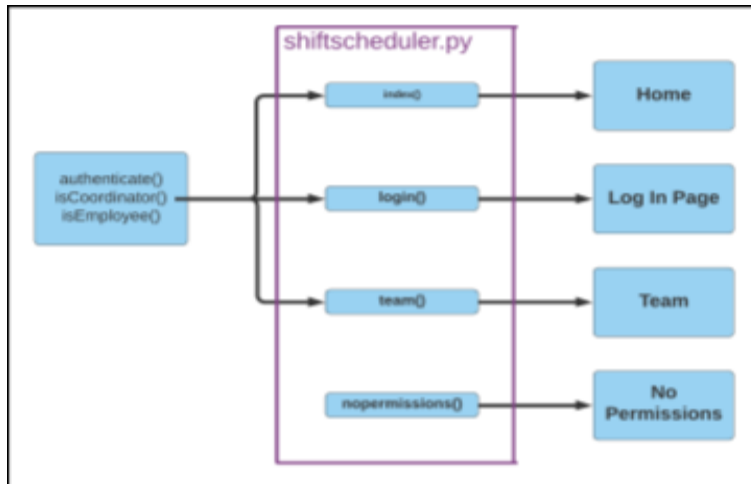 shiftscheduler.py
index()
Home
authenticate()
isCoordinator()
isEmployee()
login()
Log In Page
team()
Team
nopermissions()
No
Permissions